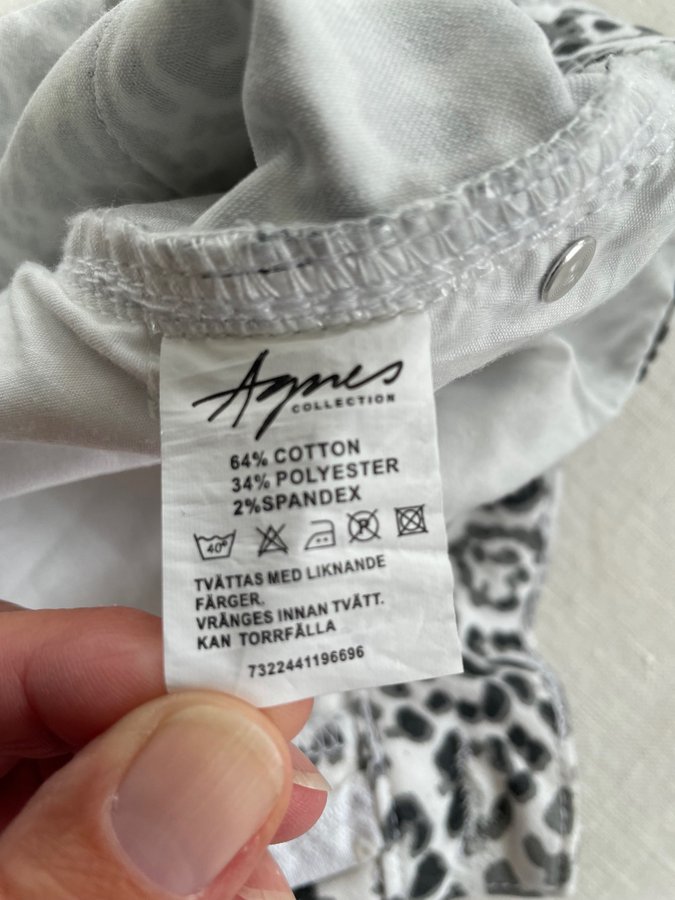 Agnes
COLLECTION
64% COTTON
34% POLYESTER
2%SPANDEX
40°
TVÄTTAS MED LIKNANDE
FÄRGER.
VRÄNGES INNAN TVÄTT.
KAN TORRFÄLLA
7322441196696